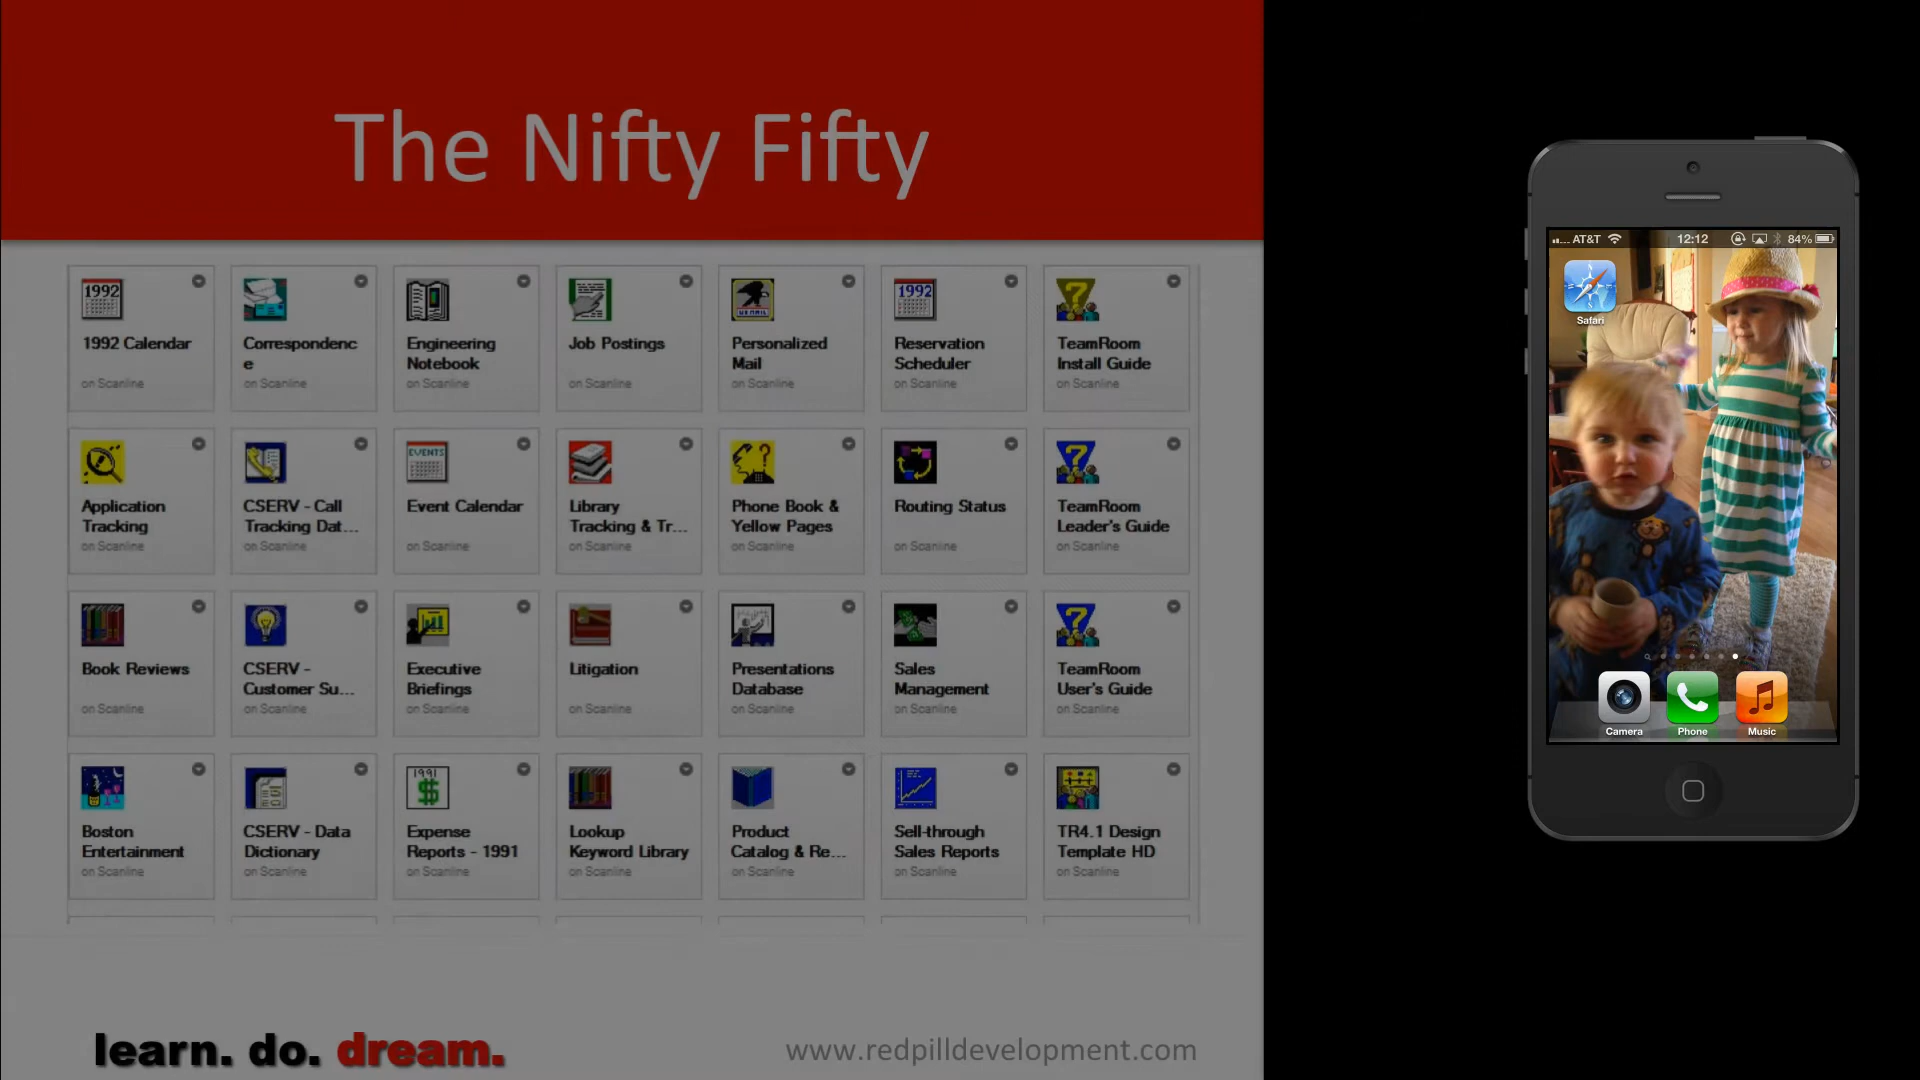 The Nifty Fifty
1992
1992 Calendar
on Scanline
Correspondenc
e
on Scanline
Engineering
Notebook
on Scanline
Job Postings
on Scanline
Personalized
Mail
on Scanline
1992
Reservation
Scheduler
on Scanline
TeamRoom
Install Guide
on Scanline
Application
Tracking
on Scanline
CSERV - Call
Tracking Dat...
on Scanline
EVENTS
Event Calendar
on Scanline
Library
Tracking & Tr...
on Scanline
Phone Book &
Yellow Pages
on Scanline
Routing Status
on Scanline
TeamRoom
Leader's Guide
on Scanline
Book Reviews
on Scanline
CSERV -
Customer Su...
on Scanline
Executive
Briefings
on Scanline
Litigation
on Scanline
Presentations
Database
on Scanline
Sales
Management
on Scanline
TeamRoom
User's Guide
on Scanline
Boston
Entertainment
on Scanline
CSERV - Data
Dictionary
on Scanline
1991
$
Expense
Reports - 1991
on Scanline
Lookup
Keyword Library
on Scanline
Product
Catalog & Re...
on Scanline
Sell-through
Sales Reports
on Scanline
TR4.1 Design
Template HD
on Scanline
learn. do. dream.
www.redpilldevelopment.com
AT&T 12:12 84%
Safari
Camera Phone Music